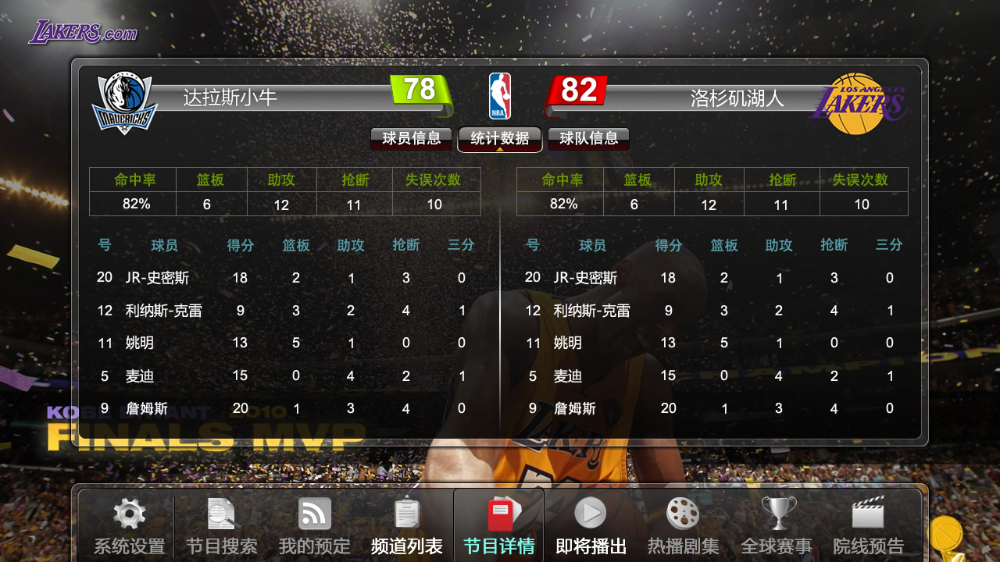 LAKERS.com
MAVERICKS 达拉斯小牛 78 NBA 82 洛杉矶湖人 LOS ANGELES LAKERS
球员信息 统计数据 球队信息
命中率 篮板 助攻 抢断 失误次数 命中率 篮板 助攻 抢断 失误次数
82% 6 12 11 10 82% 6 12 11 10
号 球员 得分 篮板 助攻 抢断 三分 号 球员 得分 篮板 助攻 抢断 三分
20 JR-史密斯 18 2 1 3 0 20 JR-史密斯 18 2 1 3 0
12 利纳斯-克雷 9 3 2 4 1 12 利纳斯-克雷 9 3 2 4 1
11 姚明 13 5 1 0 0 11 姚明 13 5 1 0 0
5 麦迪 15 0 4 2 1 5 麦迪 15 0 4 2 1
9 詹姆斯 20 1 3 4 0 9 詹姆斯 20 1 3 4 0
KOBE BRYANT 2010
FINALS MVP
系统设置 节目搜索 我的预定 频道列表 节目详情 即将播出 热播剧集 全球赛事 院线预告